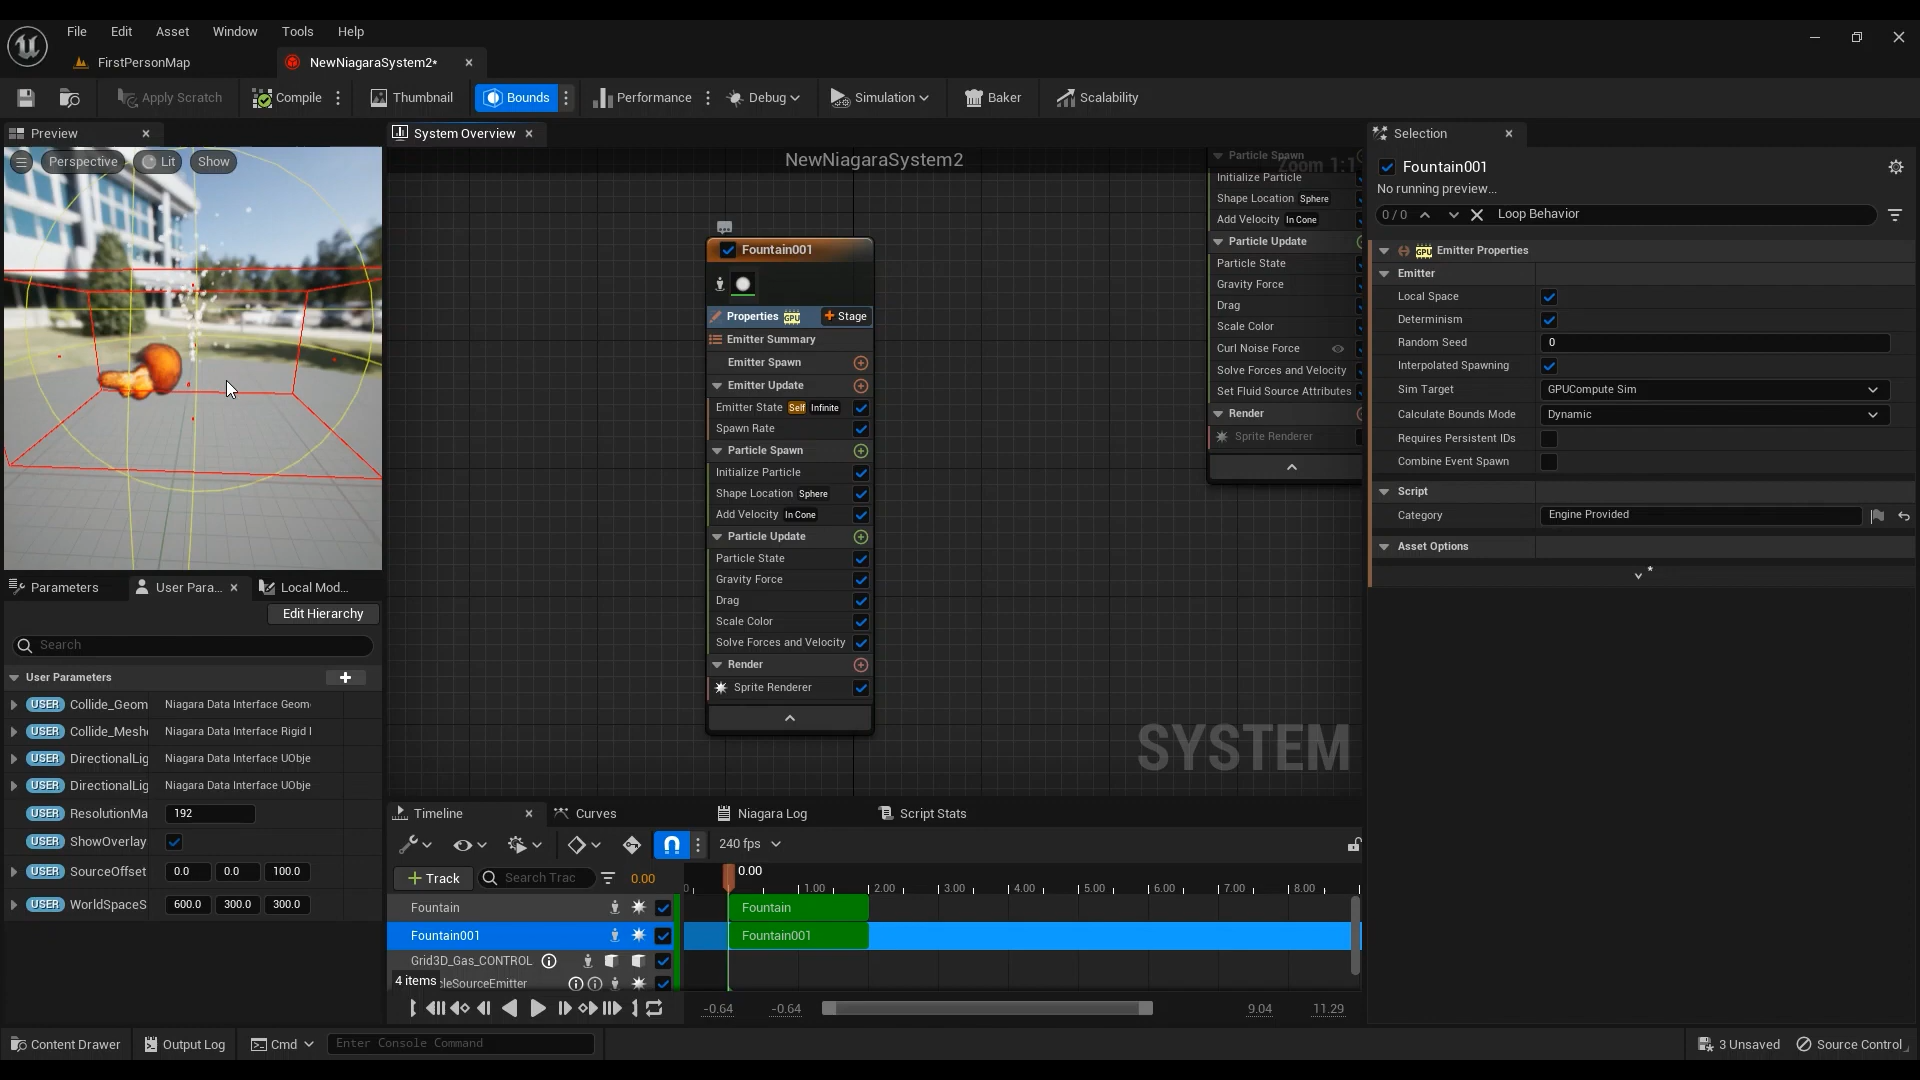 File Edit Asset Window Tools Help
FirstPersonMap
NewNiagaraSystem2*
Apply Scratch
Compile
Thumbnail
Bounds
Performance
Debug
Simulation
Baker
Scalability
Preview
Perspective
Lit
Show
Parameters
User Para...
Local Mod...
Edit Hierarchy
Search
User Parameters
USER Collide_Geom Niagara Data Interface Geom
USER Collide_Mesh Niagara Data Interface Rigid
USER DirectionalLig Niagara Data Interface UObje
USER DirectionalLig Niagara Data Interface UObje
USER ResolutionMa 192
USER ShowOverlay
USER SourceOffset 0.0 0.0 100.0
USER WorldSpaceS 600.0 300.0 300.0
System Overview
NewNiagaraSystem2
Zoom 1:1
Fountain001
Properties GPU Stage
Emitter Summary
Emitter Spawn
Emitter Update
Emitter State Self Infinite
Spawn Rate
Particle Spawn
Initialize Particle
Shape Location Sphere
Add Velocity In Cone
Particle Update
Particle State
Gravity Force
Drag
Scale Color
Solve Forces and Velocity
Render
Sprite Renderer
Particle Spawn
Initialize Particle
Shape Location Sphere
Add Velocity In Cone
Particle Update
Particle State
Gravity Force
Drag
Scale Color
Curl Noise Force
Solve Forces and Velocity
Set Fluid Source Attributes
Render
Sprite Renderer
SYSTEM
Timeline
Curves
Niagara Log
Script Stats
240 fps
Track
Search Trac
0.00
0.00
1.00 2.00 3.00 4.00 5.00 6.00 7.00 8.00
Fountain
Fountain
Fountain001
Fountain001
Grid3D_Gas_CONTROL
4 items
cleSourceEmitter
-0.64 -0.64 9.04 11.29
Selection
Fountain001
No running preview...
0 / 0
Loop Behavior
GPU Emitter Properties
Emitter
Local Space
Determinism
Random Seed 0
Interpolated Spawning
Sim Target GPUCompute Sim
Calculate Bounds Mode Dynamic
Requires Persistent IDs
Combine Event Spawn
Script
Category Engine Provided
Asset Options
Content Drawer
Output Log
Cmd
Enter Console Command
3 Unsaved
Source Control